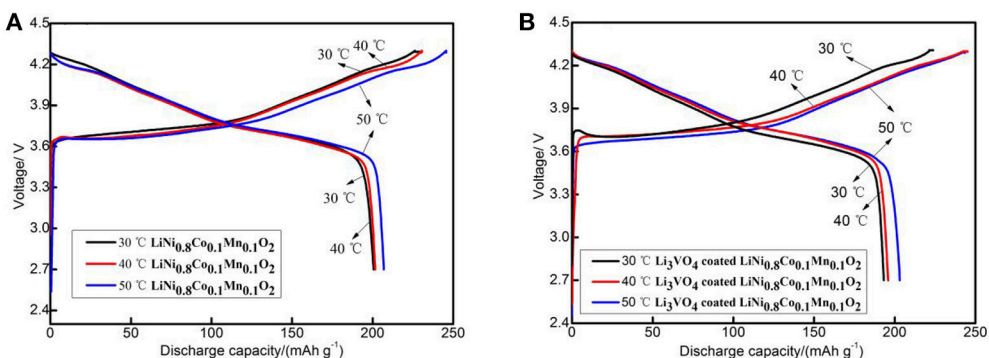 A
4.5
4.2
3.9
3.6
3.3
3.0
2.7
2.4
Voltage/ V
0 50 100 150 200 250
Discharge capacity/(mAh g⁻¹)
40 ℃
30 ℃
50 ℃
30 ℃
40 ℃
30 ℃ LiNi₀.₈Co₀.₁Mn₀.₁O₂
40 ℃ LiNi₀.₈Co₀.₁Mn₀.₁O₂
50 ℃ LiNi₀.₈Co₀.₁Mn₀.₁O₂
B
4.5
4.2
3.9
3.6
3.3
3.0
2.7
2.4
Voltage/ V
0 50 100 150 200 250
Discharge capacity/(mAh g⁻¹)
30 ℃
40 ℃
50 ℃
30 ℃
40 ℃
30 ℃ Li₃VO₄ coated LiNi₀.₈Co₀.₁Mn₀.₁O₂
40 ℃ Li₃VO₄ coated LiNi₀.₈Co₀.₁Mn₀.₁O₂
50 ℃ Li₃VO₄ coated LiNi₀.₈Co₀.₁Mn₀.₁O₂